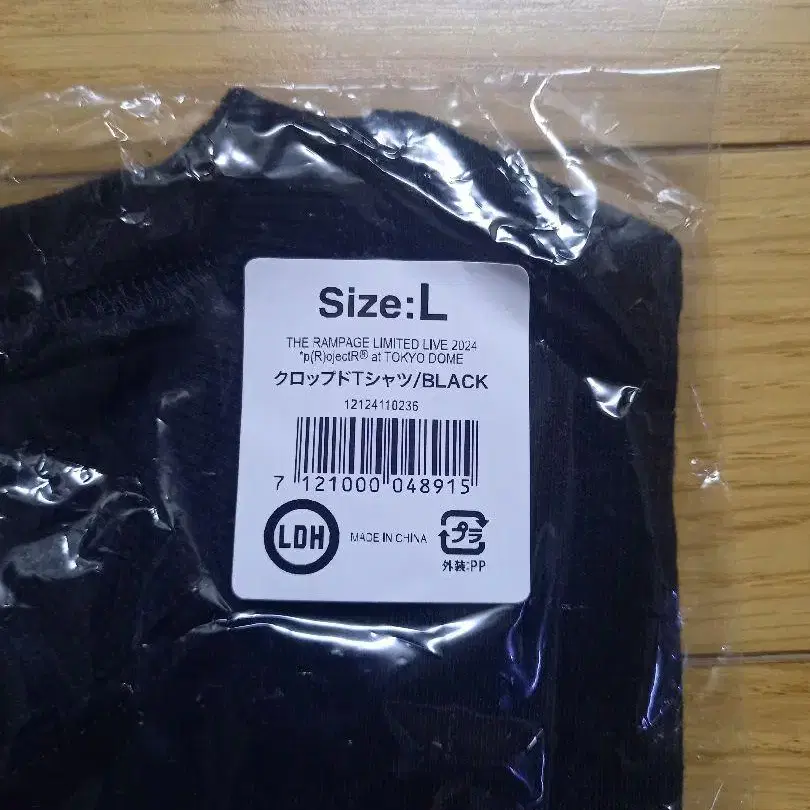 Size:L
THE RAMPAGE LIMITED LIVE 2024
"p(R)ojectR® at TOKYO DOME
クロップドTシャツ/BLACK
12124110236
7 121000 048915
LDH
MADE IN CHINA
プラ
外装:PP